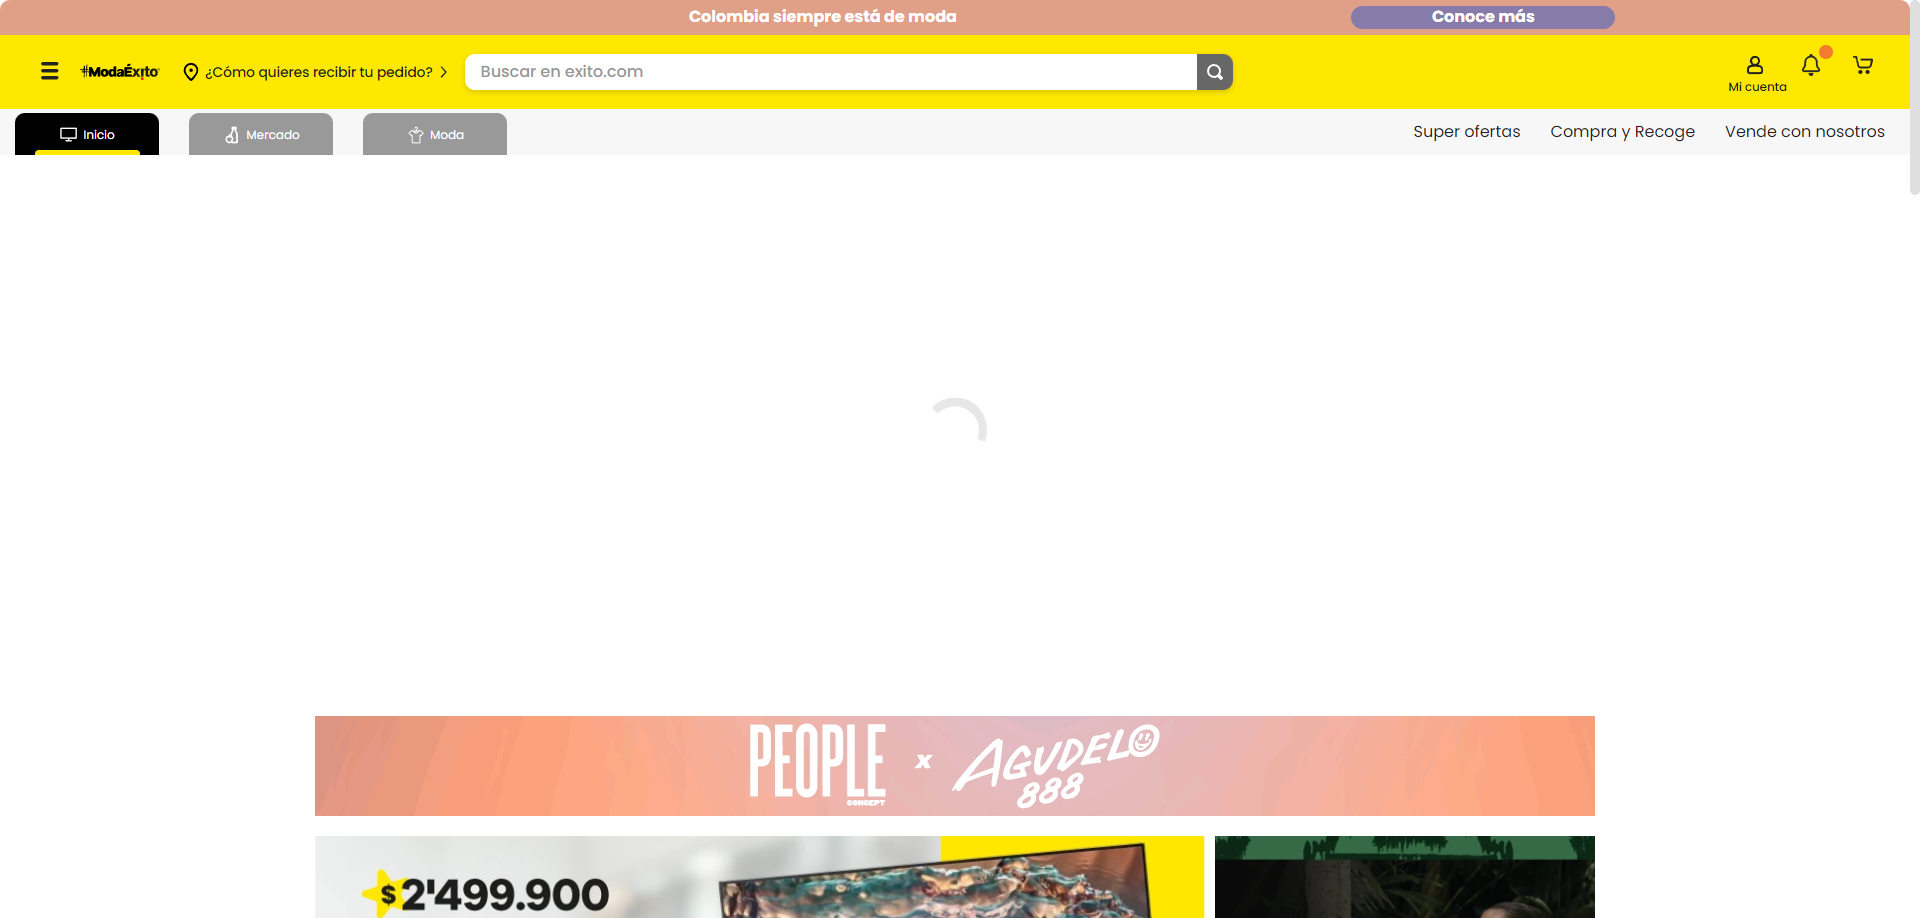 Colombia siempre está de moda
Conoce más
#ModaÉxito
¿Cómo quieres recibir tu pedido?
Buscar en exito.com
Mi cuenta
Inicio
Mercado
Moda
Super ofertas
Compra y Recoge
Vende con nosotros
PEOPLE
CONCEPT
x
AGUDELO
888
$2'499.900